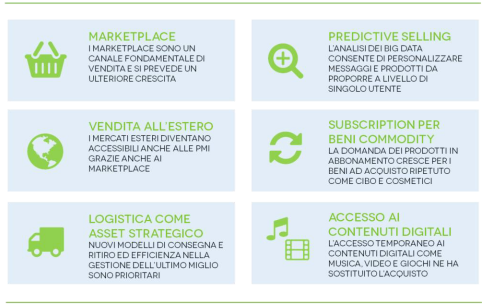 MARKETPLACE
I MARKETPLACE SONO UN
CANALE FONDAMENTALE DI
VENDITA E SI PREVEDE UN
ULTERIORE CRESCITA
PREDICTIVE SELLING
L'ANALISI DEI BIG DATA
CONSENTE DI PERSONALIZZARE
MESSAGGI E PRODOTTI DA
PROPORRE A LIVELLO DI
SINGOLO UTENTE
VENDITA ALL'ESTERO
I MERCATI ESTERI DIVENTANO
ACCESSIBILI ANCHE ALLE PMI
GRAZIE ANCHE AI
MARKETPLACE
SUBSCRIPTION PER
BENI COMMODITY
LA DOMANDA DEI PRODOTTI IN
ABBONAMENTO CRESCE PER I
BENI AD ACQUISTO RIPETUTO
COME CIBO E COSMETICI
LOGISTICA COME
ASSET STRATEGICO
NUOVI MODELLI DI CONSEGNA E
RITIRO ED EFFICIENZA NELLA
GESTIONE DELL'ULTIMO MIGLIO
SONO PRIORITARI
ACCESSO AI
CONTENUTI DIGITALI
L'ACCESSO TEMPORANEO AI
CONTENUTI DIGITALI COME
MUSICA, VIDEO E GIOCHI NE HA
SOSTITUITO L'ACQUISTO